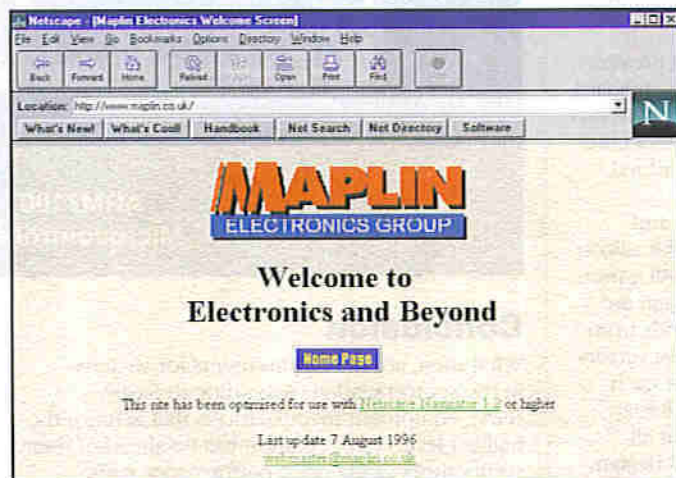 Netscape - [Maplin Electronics Welcome Screen]
File Edit View Go Bookmarks Options Directory Window Help
Back Forward Home Reload Open Print Find
Location: http://www.maplin.co.uk/
N
What's New! What's Cool! Handbook Net Search Net Directory Software
MAPLIN
ELECTRONICS GROUP
Welcome to
Electronics and Beyond
Home Page
This site has been optimised for use with Netscape Navigator 1.2 or higher
Last update 7 August 1996
webmaster@maplin.co.uk